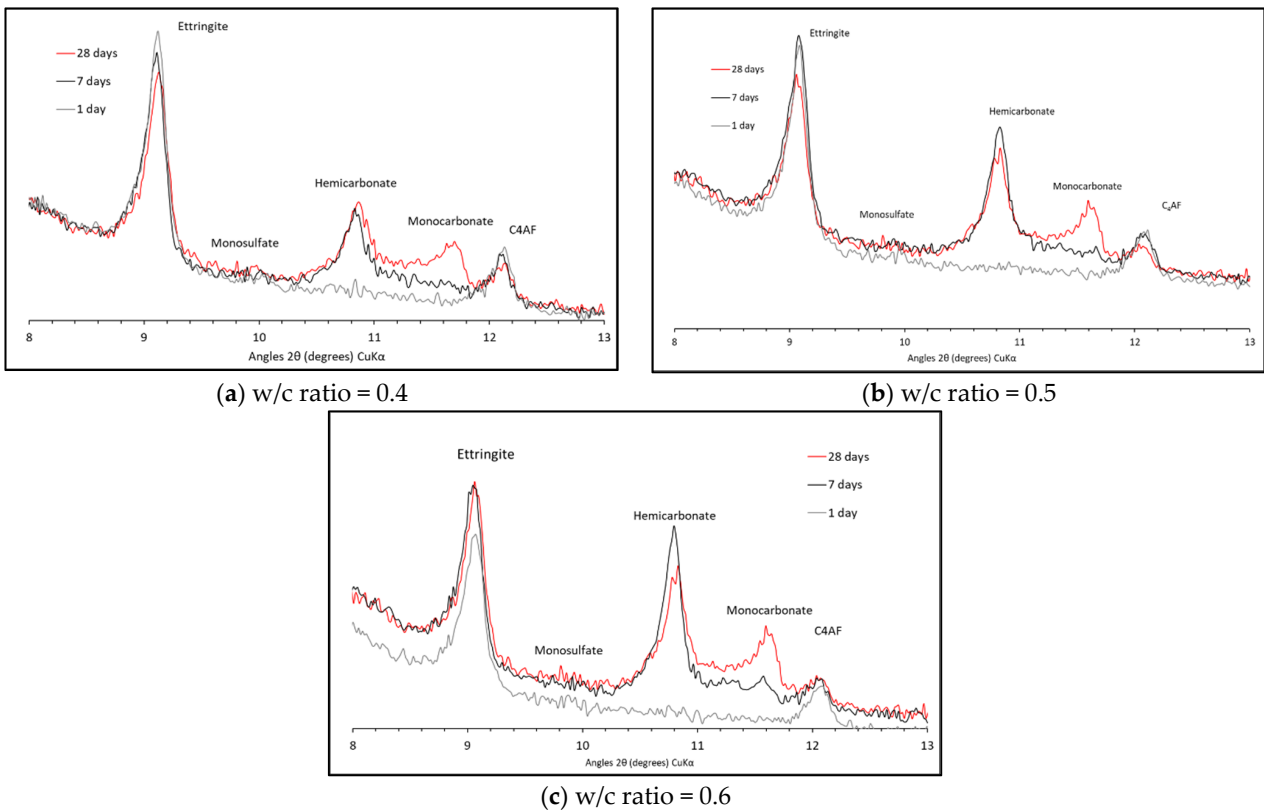 Ettringite
28 days
7 days
1 day
Hemicarbonate
Monosulfate
Monocarbonate
C4AF
8 9 10 11 12 13
Angles 2θ (degrees) CuKα
(a) w/c ratio = 0.4
Ettringite
28 days
7 days
1 day
Hemicarbonate
Monocarbonate
Monosulfate
C₄AF
8 9 10 11 12 13
Angles 2θ (degrees) CuKα
(b) w/c ratio = 0.5
Ettringite
28 days
7 days
1 day
Hemicarbonate
Monocarbonate
C4AF
Monosulfate
8 9 10 11 12 13
Angles 2θ (degrees) CuKα
(c) w/c ratio = 0.6